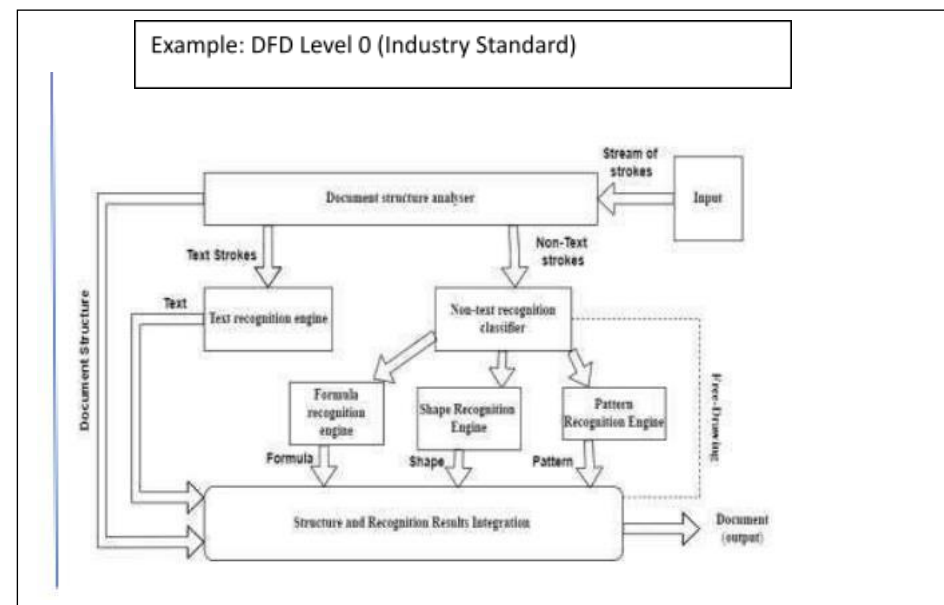 Example: DFD Level 0 (Industry Standard)
Stream of
strokes
Document structure analyser
Input
Text Strokes
Non-Text
strokes
Text
Text recognition engine
Non-text recognition
classifier
Document Structure
Free-Drawing
Formula
recognition
engine
Shape Recognition
Engine
Pattern
Recognition Engine
Formula
Shape
Pattern
Structure and Recognition Results Integration
Document
(output)